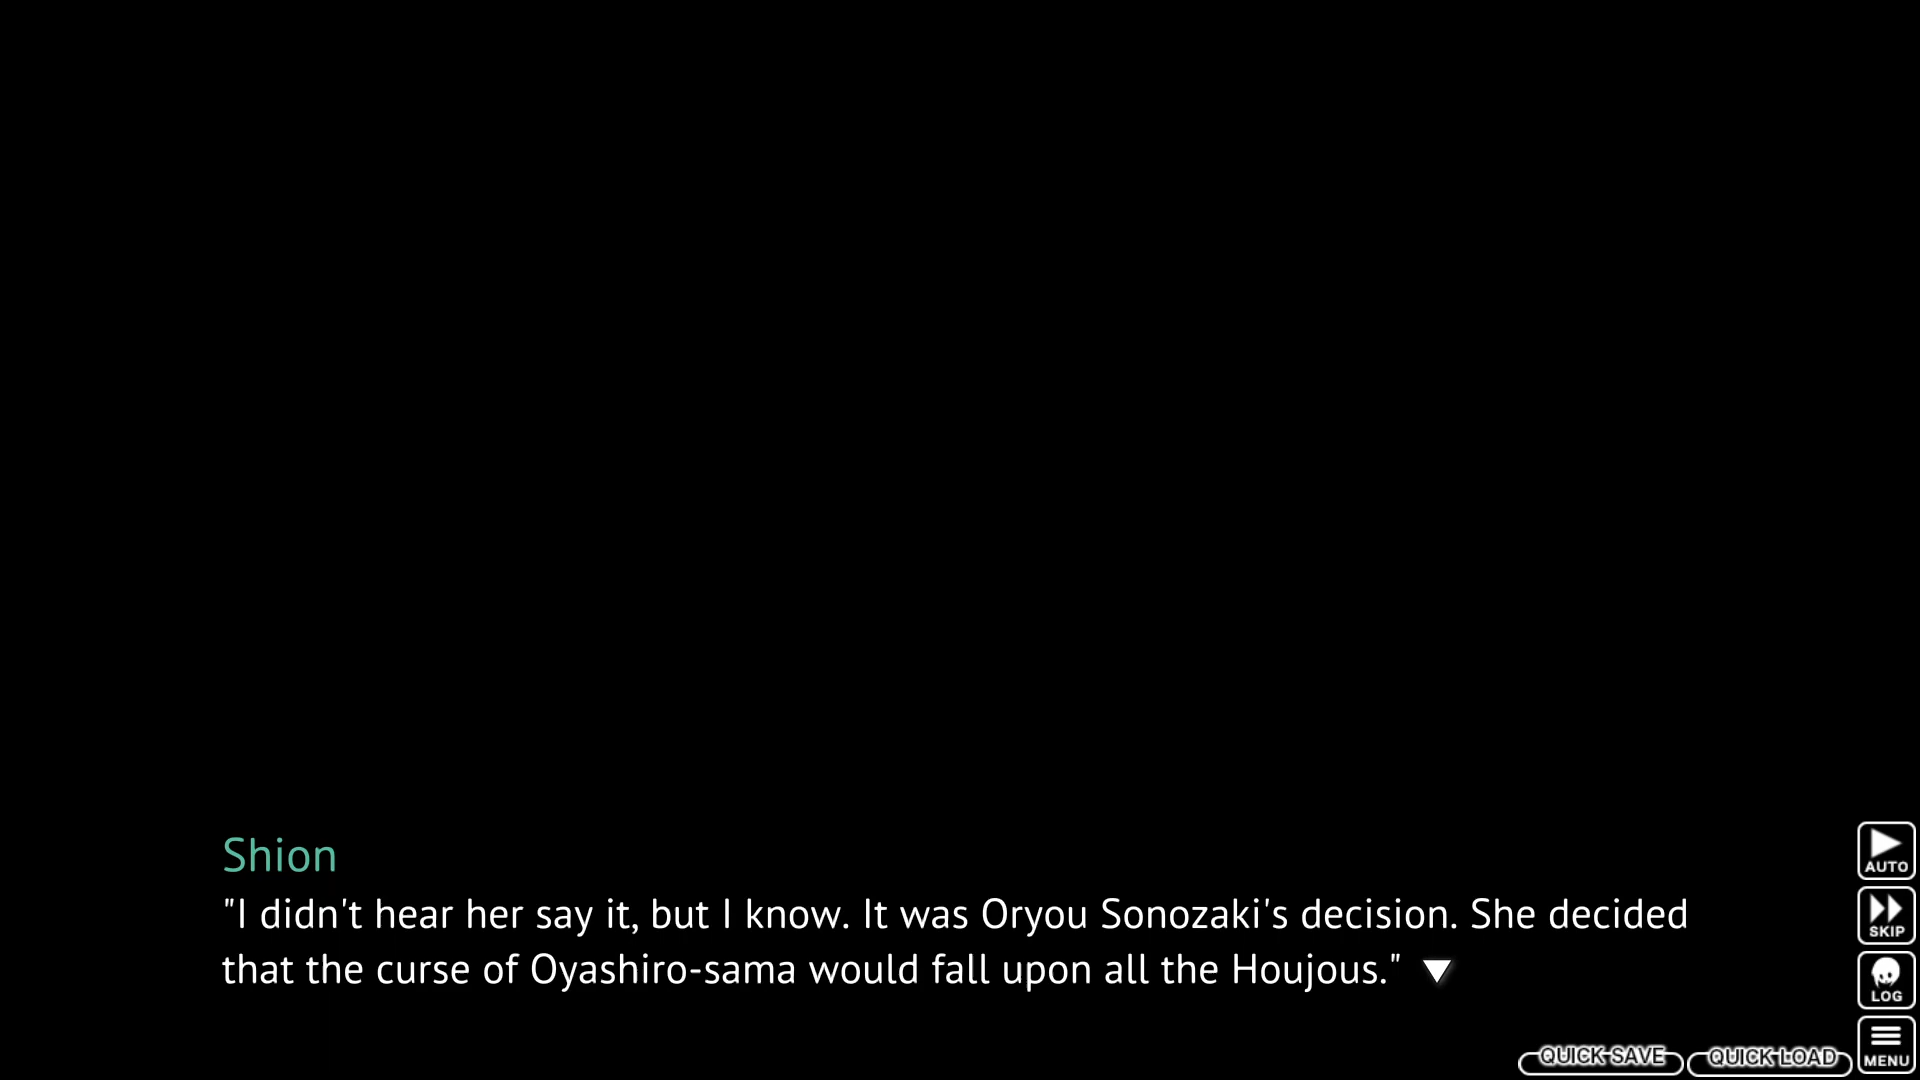 Shion
"I didn't hear her say it, but I know. It was Oryou Sonozaki's decision. She decided
that the curse of Oyashiro-sama would fall upon all the Houjous."
AUTO
SKIP
LOG
MENU
QUICK SAVE QUICK LOAD